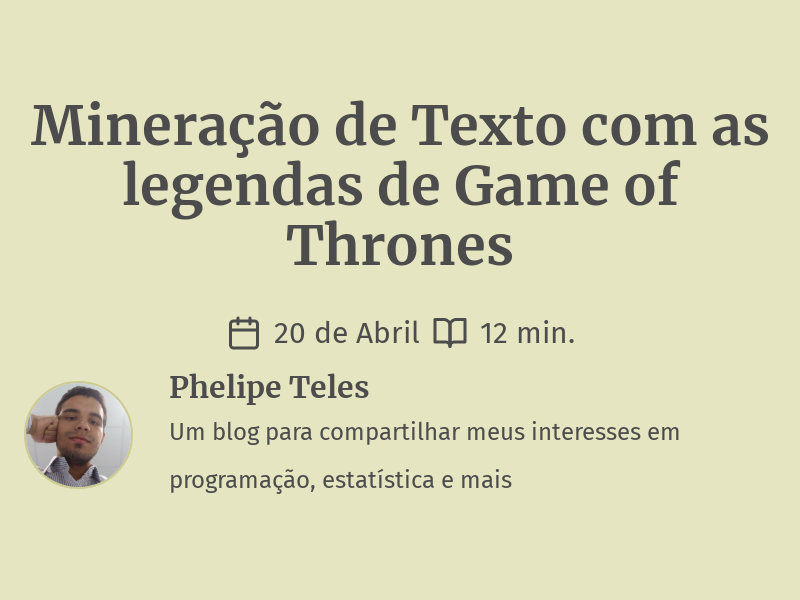 Mineração de Texto com as
legendas de Game of
Thrones
20 de Abril 12 min.
Phelipe Teles
Um blog para compartilhar meus interesses em
programação, estatística e mais